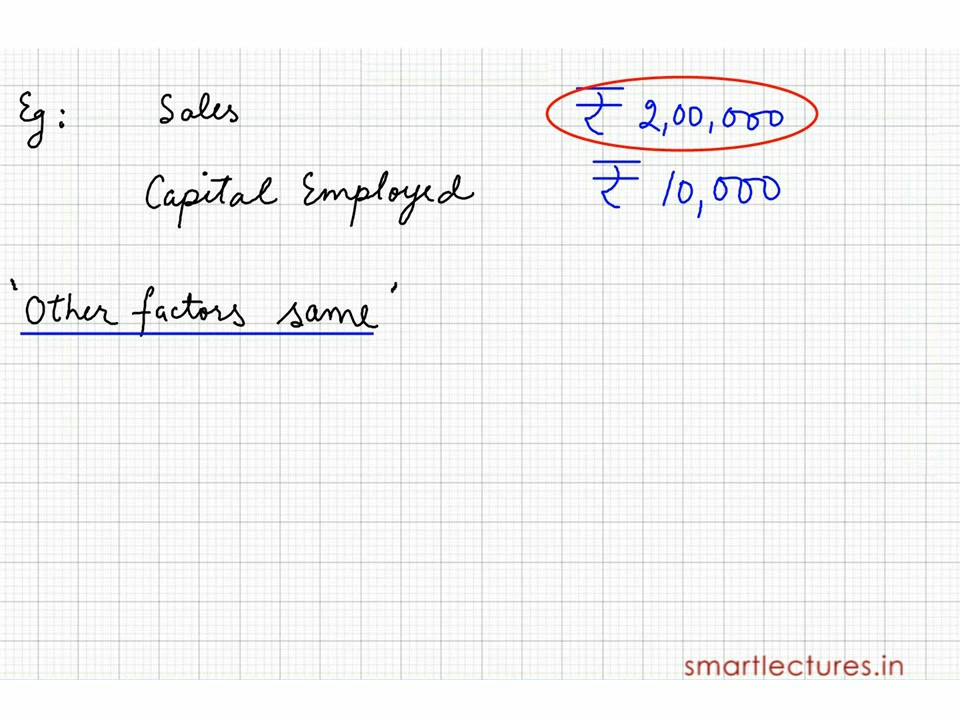 Eg: Sales ₹ 2,00,000
Capital Employed ₹ 10,000
'Other factors same'
smartlectures.in